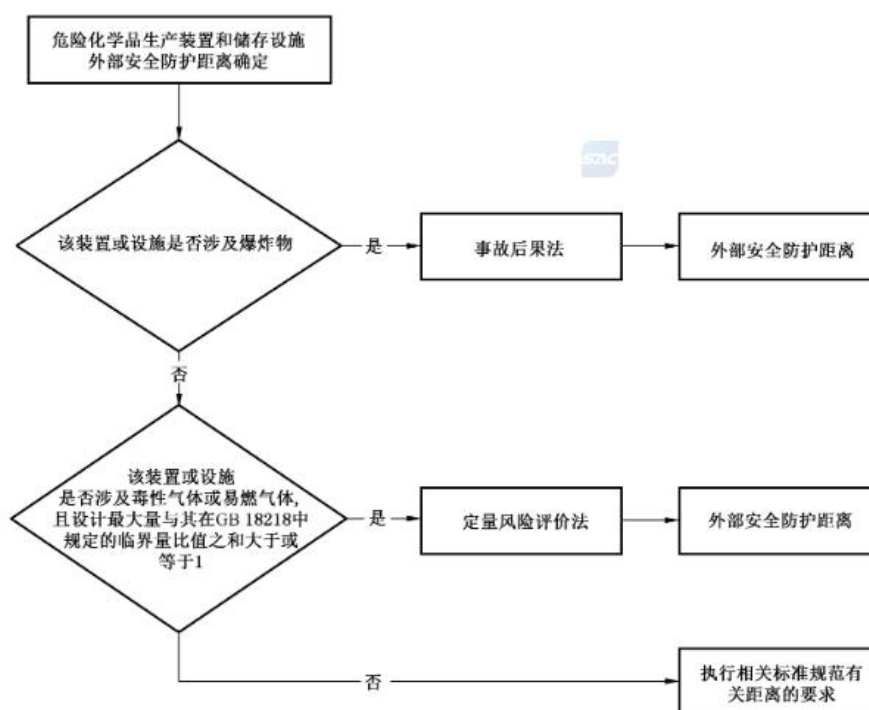 危险化学品生产装置和储存设施
外部安全防护距离确定
SZIC
该装置或设施是否涉及爆炸物
是
事故后果法
外部安全防护距离
否
该装置或设施
是否涉及毒性气体或易燃气体,
且设计最大量与其在GB 18218中
规定的临界量比值之和大于或
等于1
是
定量风险评价法
外部安全防护距离
否
执行相关标准规范有
关距离的要求